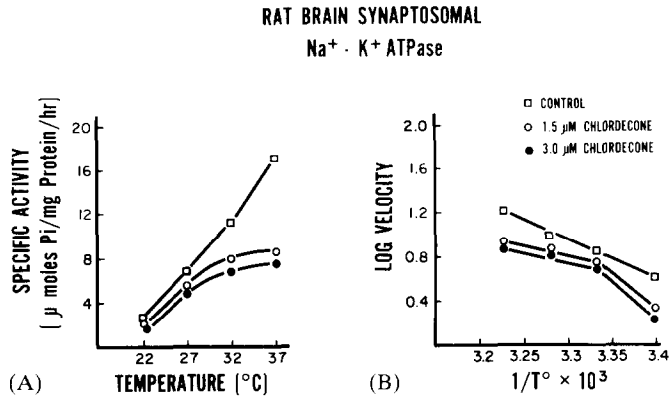 RAT BRAIN SYNAPTOSOMAL
Na+ · K+ ATPase
SPECIFIC ACTIVITY
[ μ moles Pi/mg Protein/hr]
20
16
12
8
4
22 27 32 37
(A) TEMPERATURE [°C]
□ CONTROL
○ 1.5 μM CHLORDECONE
● 3.0 μM CHLORDECONE
LOG VELOCITY
2.0
1.6
1.2
0.8
0.4
3.2 3.25 3.3 3.35 3.4
(B) 1/T° × 10³